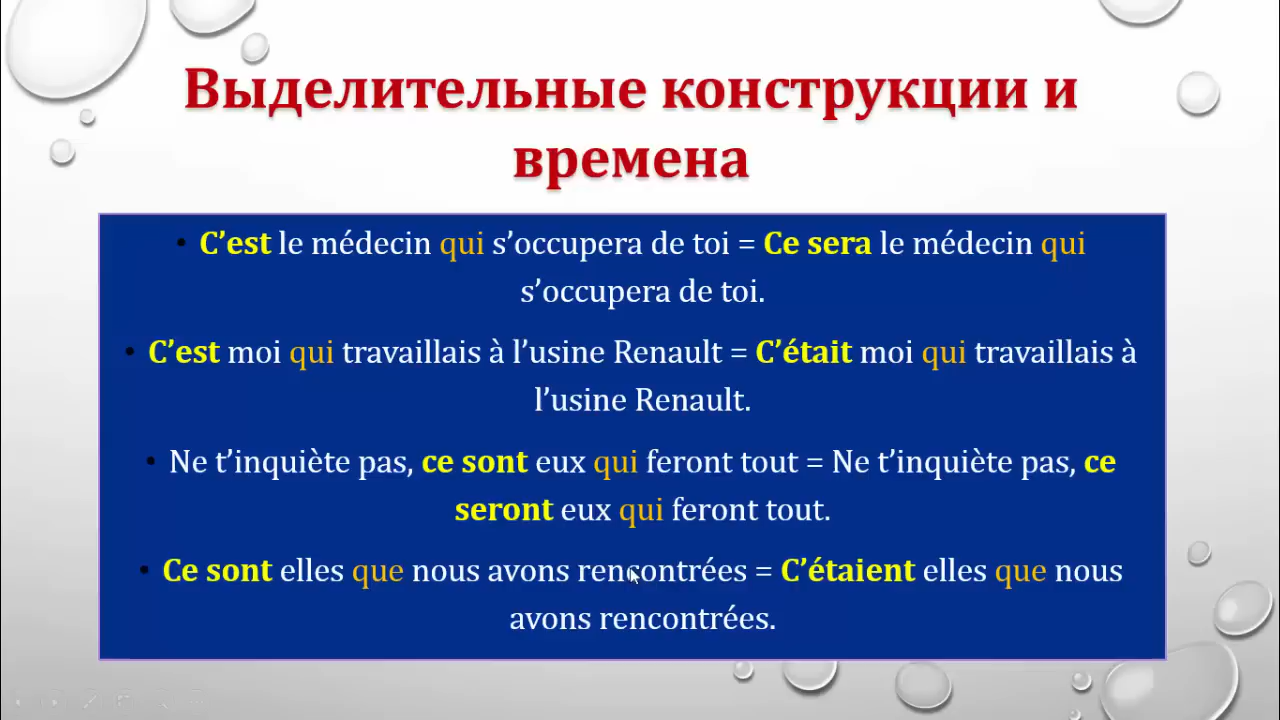 Выделительные конструкции и
времена
• C’est le médecin qui s’occupera de toi = Ce sera le médecin qui
s’occupera de toi.
• C’est moi qui travaillais à l’usine Renault = C’était moi qui travaillais à
l’usine Renault.
• Ne t’inquiète pas, ce sont eux qui feront tout = Ne t’inquiète pas, ce
seront eux qui feront tout.
• Ce sont elles que nous avons rencontrées = C’étaient elles que nous
avons rencontrées.